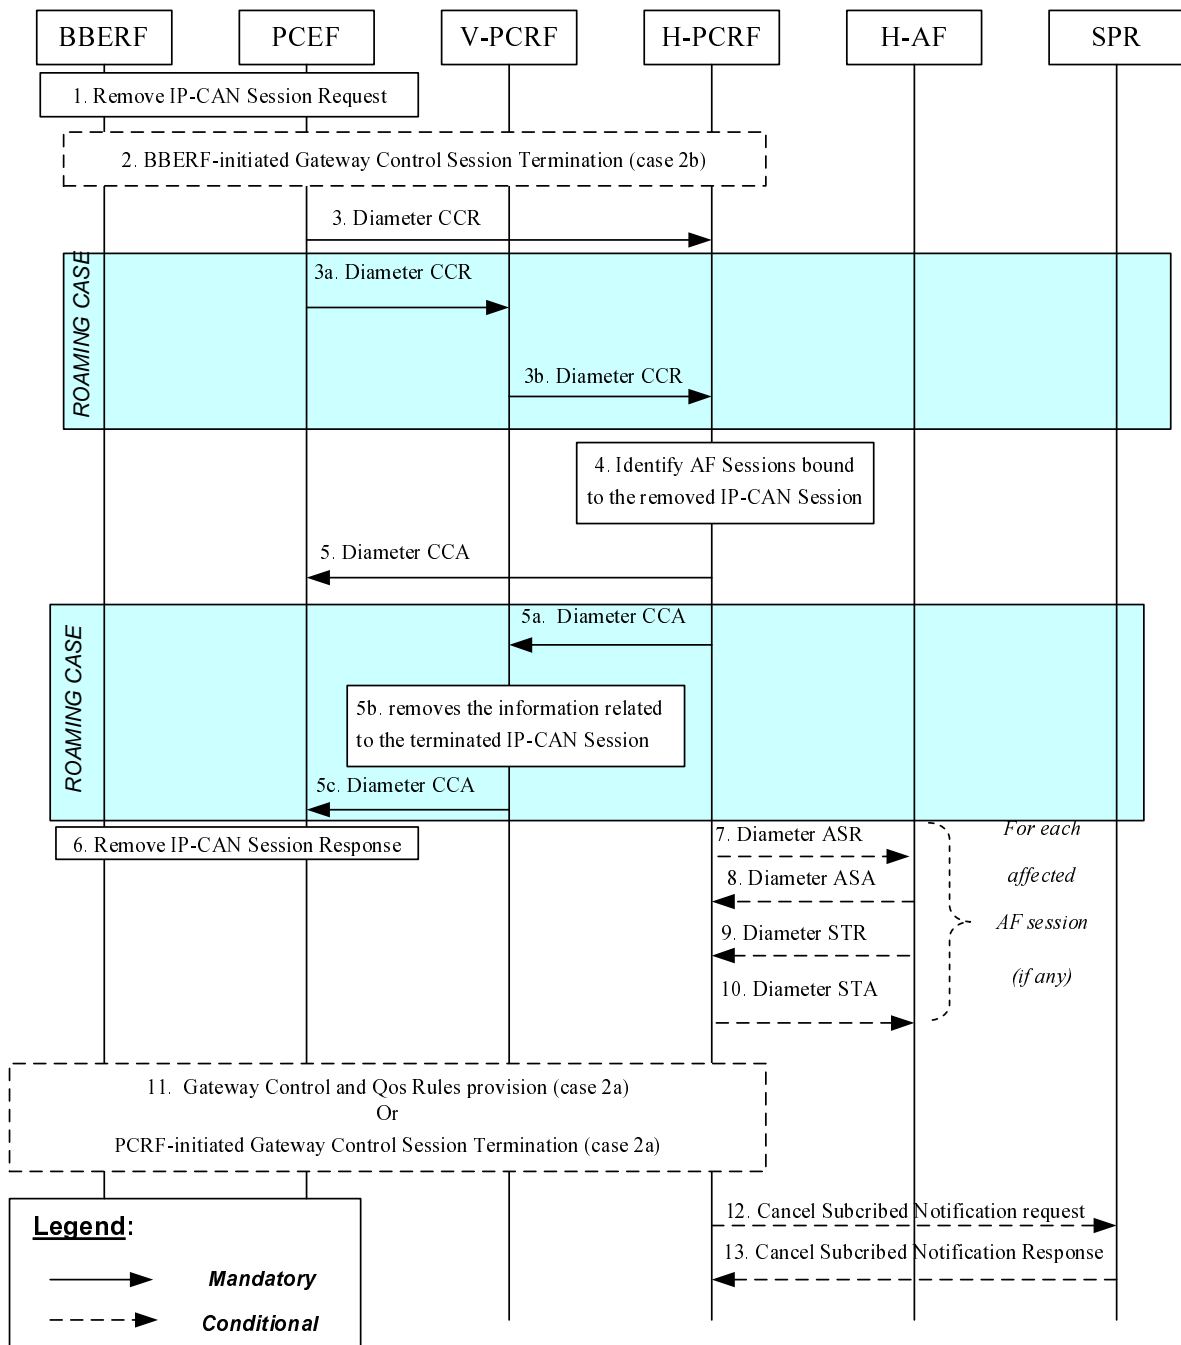 BBERF
PCEF
V-PCRF
H-PCRF
H-AF
SPR
1. Remove IP-CAN Session Request
2. BBERF-initiated Gateway Control Session Termination (case 2b)
3. Diameter CCR
ROAMING CASE
3a. Diameter CCR
3b. Diameter CCR
4. Identify AF Sessions bound
to the removed IP-CAN Session
5. Diameter CCA
ROAMING CASE
5a. Diameter CCA
5b. removes the information related
to the terminated IP-CAN Session
5c. Diameter CCA
6. Remove IP-CAN Session Response
7. Diameter ASR
8. Diameter ASA
9. Diameter STR
10. Diameter STA
For each
affected
AF session
(if any)
11. Gateway Control and Qos Rules provision (case 2a)
Or
PCRF-initiated Gateway Control Session Termination (case 2a)
12. Cancel Subcribed Notification request
13. Cancel Subcribed Notification Response
Legend:
Mandatory
Conditional